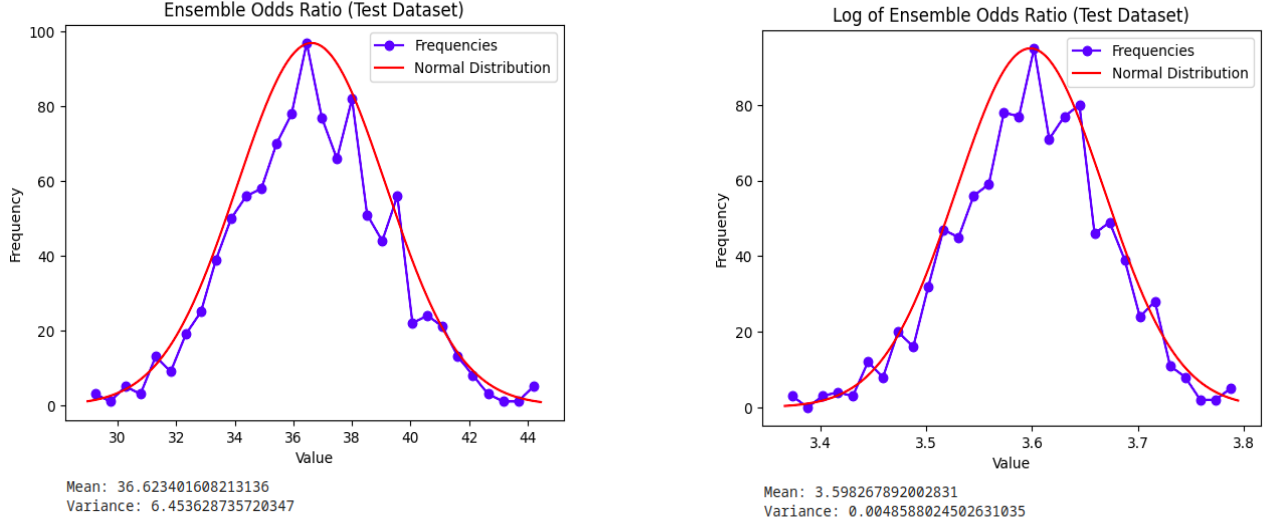 Ensemble Odds Ratio (Test Dataset)
Frequencies
Normal Distribution
100
80
60
40
20
0
Frequency
30 32 34 36 38 40 42 44
Value
Mean: 36.623401608213136
Variance: 6.453628735720347
Log of Ensemble Odds Ratio (Test Dataset)
Frequencies
Normal Distribution
80
60
40
20
0
Frequency
3.4 3.5 3.6 3.7 3.8
Value
Mean: 3.598267892002831
Variance: 0.0048588024502631035